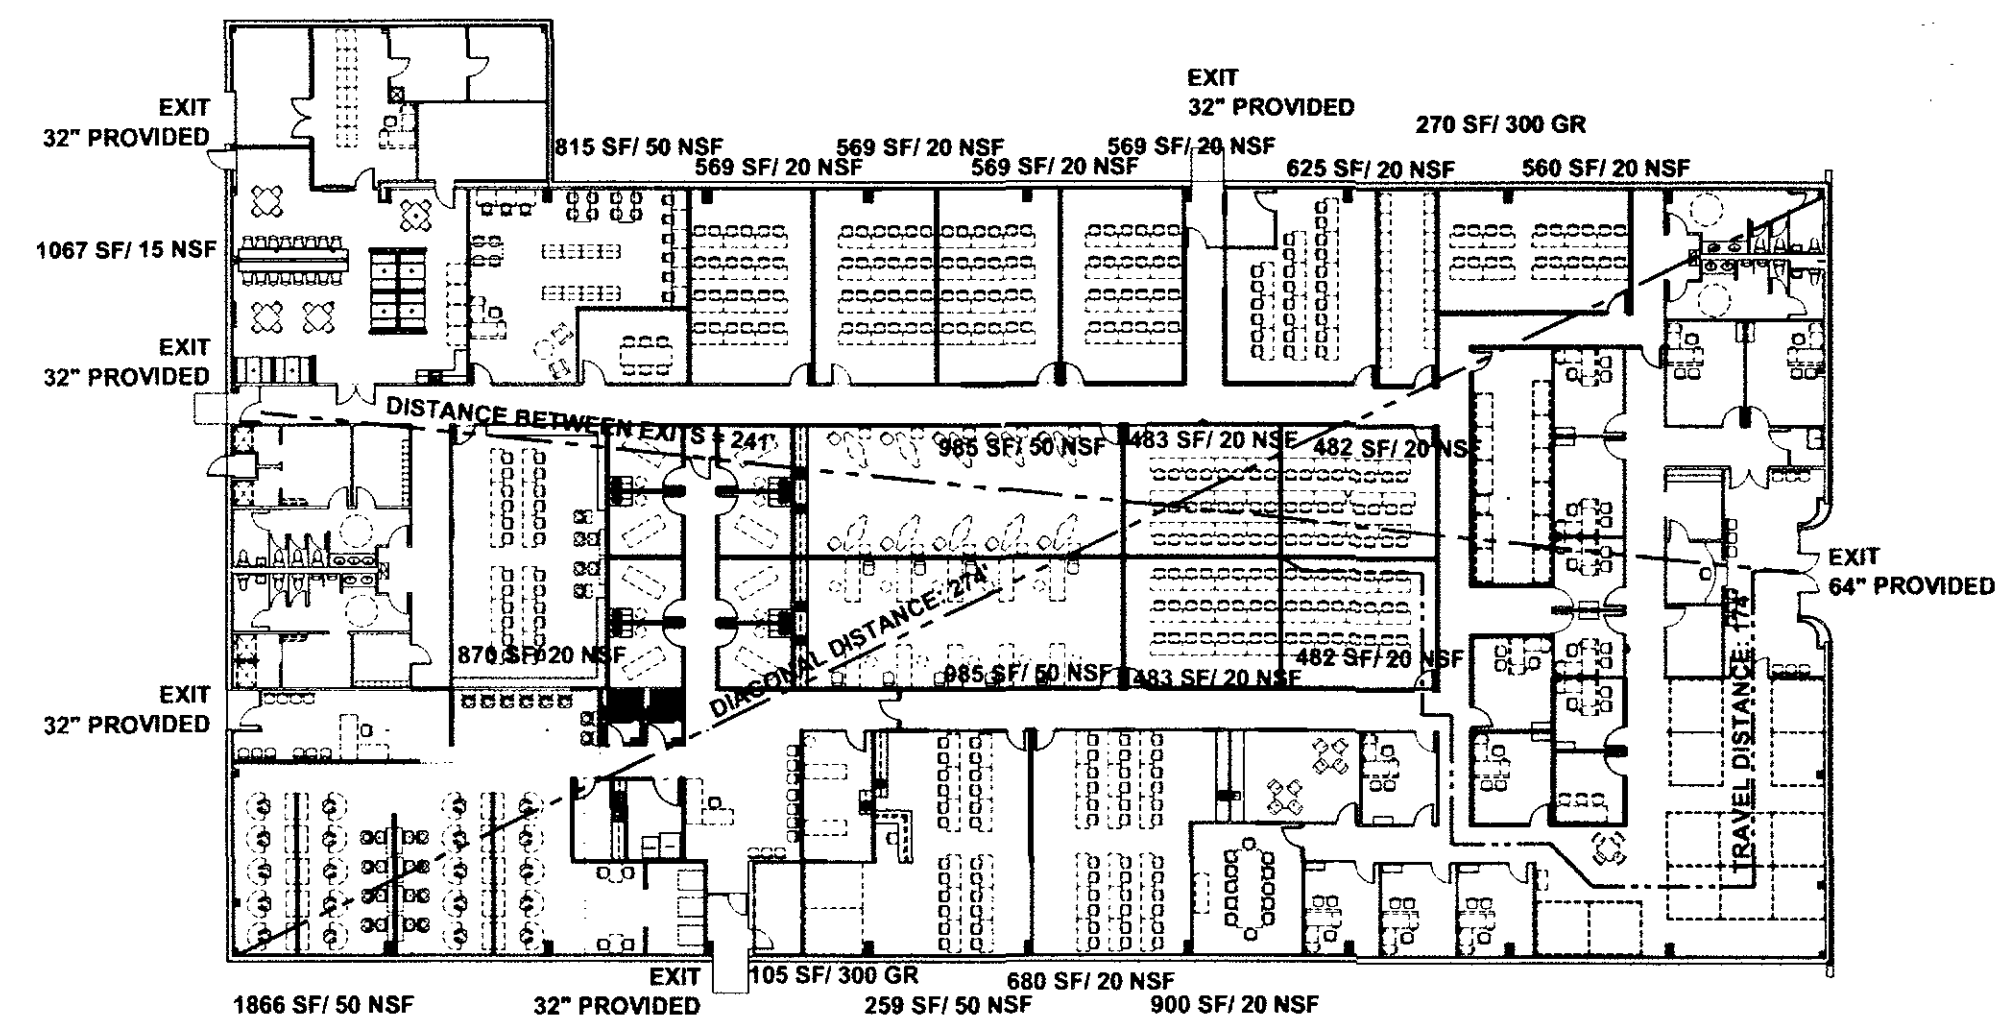 EXIT
32" PROVIDED
EXIT
32" PROVIDED
270 SF/ 300 GR
815 SF/ 50 NSF
569 SF/ 20 NSF
569 SF/ 20 NSF
569 SF/ 20 NSF
569 SF/ 20 NSF
625 SF/ 20 NSF
560 SF/ 20 NSF
1067 SF/ 15 NSF
EXIT
32" PROVIDED
DISTANCE BETWEEN EXITS = 241'
985 SF/ 50 NSF
483 SF/ 20 NSF
482 SF/ 20 NSF
EXIT
64" PROVIDED
DIAGONAL DISTANCE: 274'
TRAVEL DISTANCE: 174'
870 SF/ 20 NSF
985 SF/ 50 NSF
483 SF/ 20 NSF
482 SF/ 20 NSF
EXIT
32" PROVIDED
EXIT
32" PROVIDED
105 SF/ 300 GR
680 SF/ 20 NSF
1866 SF/ 50 NSF
259 SF/ 50 NSF
900 SF/ 20 NSF